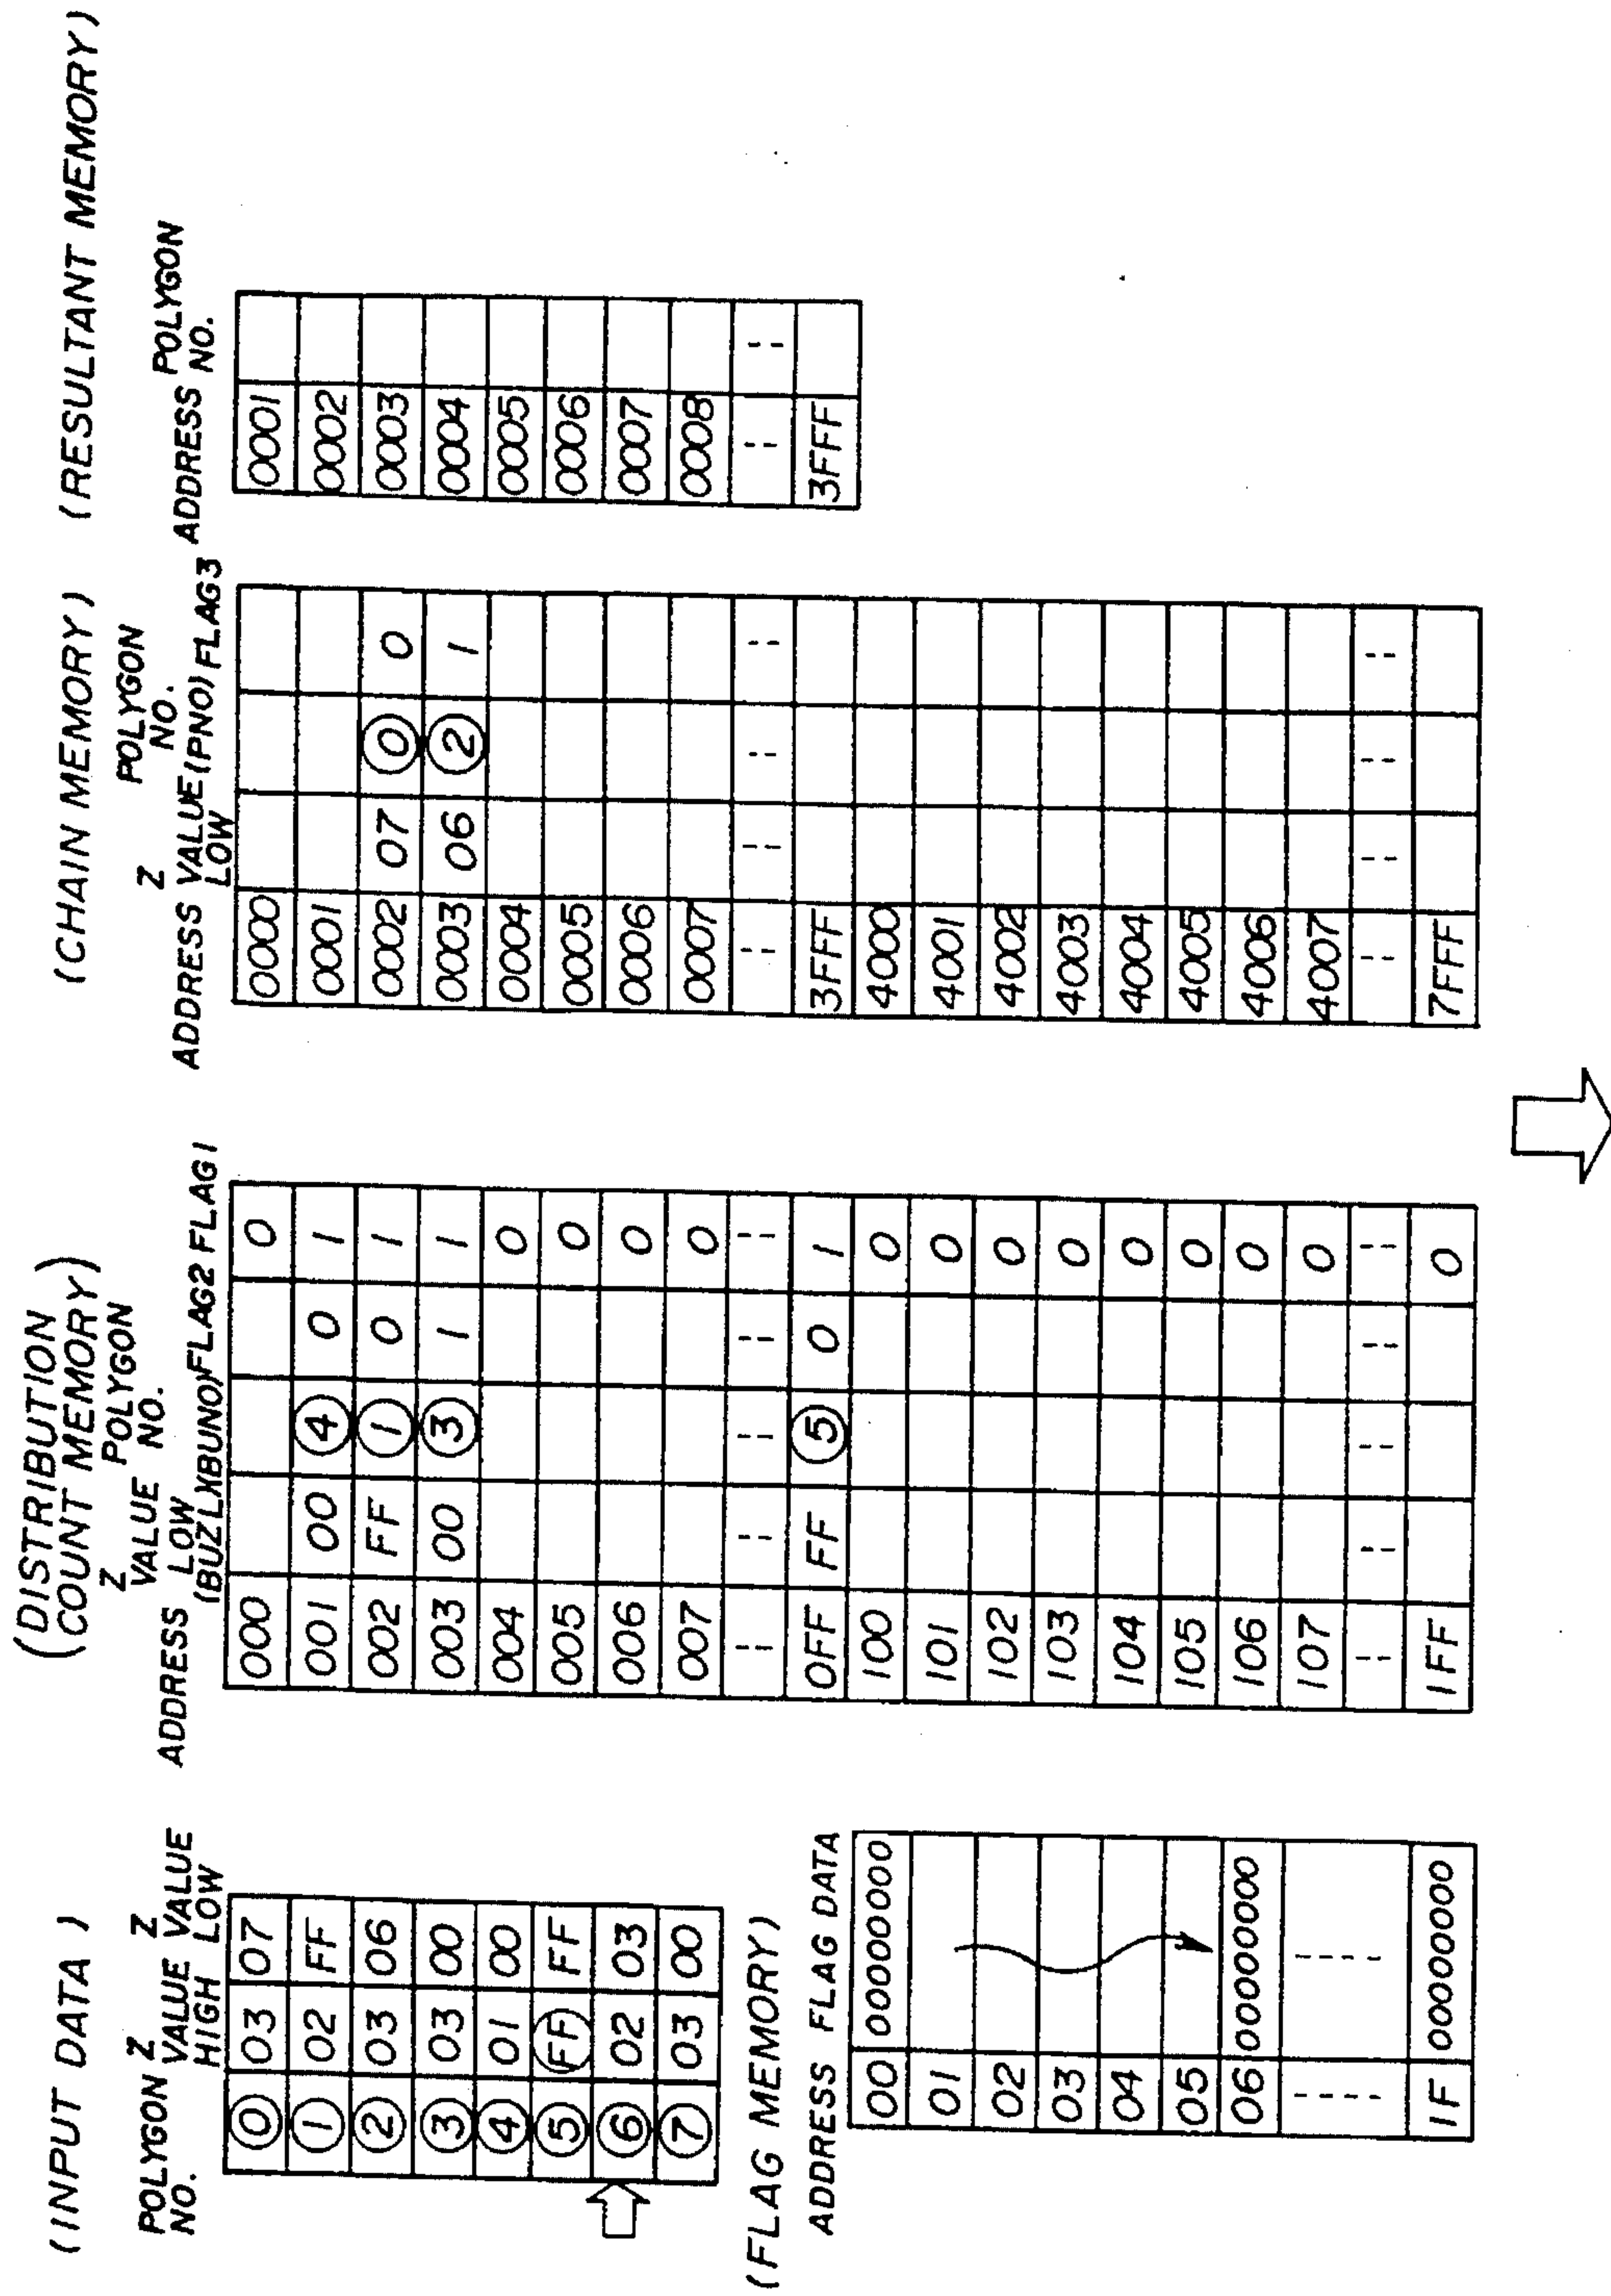 (INPUT DATA)
POLYGON NO. Z VALUE HIGH Z VALUE LOW
⓪ 03 07
① 02 FF
② 03 06
③ 03 00
④ 01 00
⑤ FF FF
⑥ 02 03
⑦ 03 00
(FLAG MEMORY)
ADDRESS FLAG DATA
00 00000000
01
02
03
04
05
06 00000000
---- ----
1F 00000000
(DISTRIBUTION
COUNT MEMORY)
ADDRESS Z VALUE LOW (BUZL) POLYGON NO. (BUNO) FLAG2 FLAG1
000 0
001 00 ④ 0 1
002 FF ① 0 1
003 00 ③ 1 1
004 0
005 0
006 0
007 0
-- -- -- -- --
0FF FF ⑤ 0 1
100 0
101 0
102 0
103 0
104 0
105 0
106 0
107 0
-- -- -- -- --
1FF 0
(CHAIN MEMORY)
ADDRESS Z VALUE LOW POLYGON NO. (PNO) FLAG3
0000
0001
0002 07 ⓪ 0
0003 06 ② 1
0004
0005
0006
0007
-- -- -- --
3FFF
4000
4001
4002
4003
4004
4005
4006
4007
-- -- -- --
7FFF
(RESULTANT MEMORY)
ADDRESS POLYGON NO.
0001
0002
0003
0004
0005
0006
0007
0008
-- --
3FFF